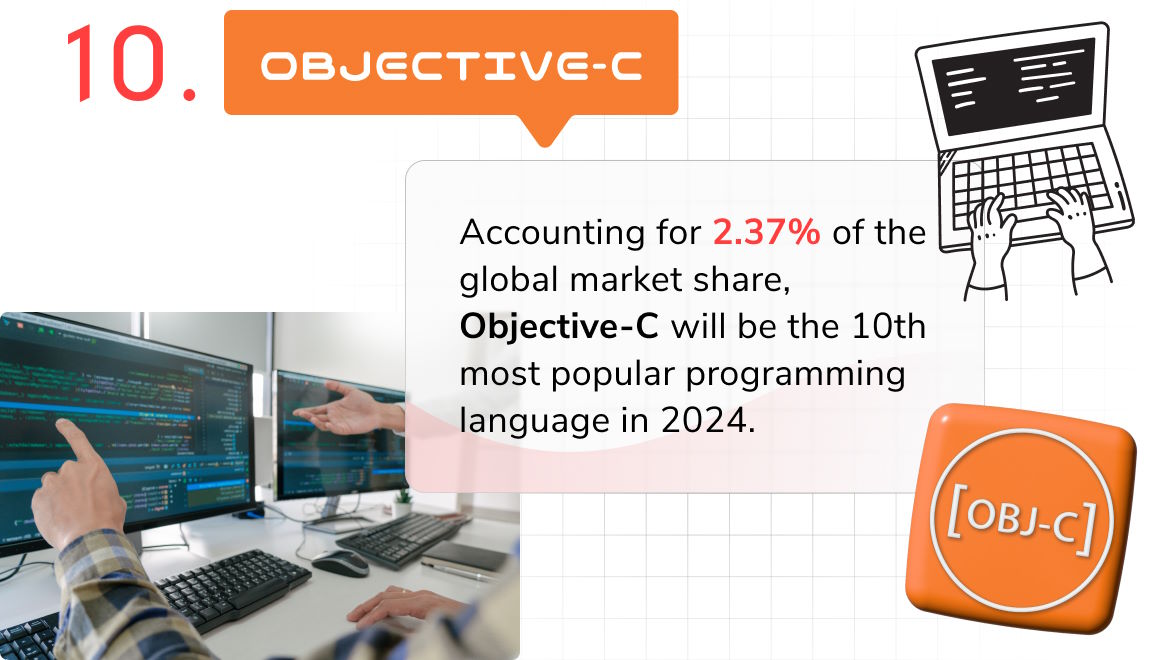 10.
OBJECTIVE-C
Accounting for 2.37% of the
global market share,
Objective-C will be the 10th
most popular programming
language in 2024.
[OBJ-C]